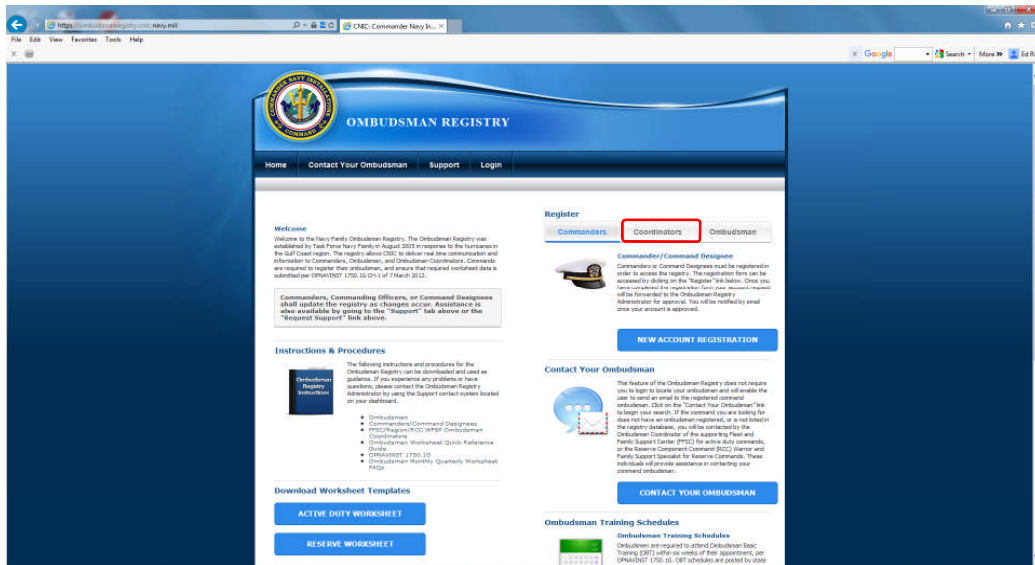 https://ombudsmanregistry.cnic.navy.mil/
CNIC: Commander Navy In...
File Edit View Favorites Tools Help
Google Search More Ed R
COMMANDER NAVY INSTALLATIONS COMMAND
OMBUDSMAN REGISTRY
Home Contact Your Ombudsman Support Login
Welcome
Welcome to the Navy Family Ombudsman Registry. The Ombudsman Registry was
established by Task Force Navy Family in August 2005 in response to the hurricanes in
the Gulf Coast region. The registry allows CNIC to deliver real time communication and
information to Commanders, Ombudsmen, and Ombudsman Coordinators. Commands
are required to register their ombudsman, and ensure that required worksheet data is
submitted per OPNAVINST 1750.1G CH-1 of 7 March 2012.
Commanders, Commanding Officers, or Command Designees
shall update the registry as changes occur. Assistance is
also available by going to the "Support" tab above or the
"Request Support" link above.
Instructions & Procedures
Ombudsman
Registry
Instructions
The following instructions and procedures for the
Ombudsman Registry can be downloaded and used as
guidance. If you experience any problems or have
questions, please contact the Ombudsman Registry
Administrator by using the Support contact system located
on your dashboard.
Ombudsmen
Commanders/Command Designees
FFSC/Region/RCC WFSP Ombudsman
Coordinators
Ombudsman Worksheet Quick Reference
Guide
OPNAVINST 1750.1G
Ombudsman Monthly Quarterly Worksheet
FAQs
Download Worksheet Templates
ACTIVE DUTY WORKSHEET
RESERVE WORKSHEET
Register
Commanders Coordinators Ombudsman
Commander/Command Designee
Commanders or Command Designees must be registered in
order to access the registry. The registration form can be
accessed by clicking on the "Register" link below. Once you
have completed the registration form your account request
will be forwarded to the Ombudsman Registry
Administrator for approval. You will be notified by email
once your account is approved.
NEW ACCOUNT REGISTRATION
Contact Your Ombudsman
This feature of the Ombudsman Registry does not require
you to login to locate your ombudsman and will enable the
user to send an email to the registered command
ombudsman. Click on the "Contact Your Ombudsman" link
to begin your search. If the command you are looking for
does not have an ombudsman registered, or is not listed in
the registry database, you will be contacted by the
Ombudsman Coordinator of the supporting Fleet and
Family Support Center (FFSC) for active duty commands,
or the Reserve Component Command (RCC) Warrior and
Family Support Specialist for Reserve Commands. These
individuals will provide assistance in contacting your
command ombudsman.
CONTACT YOUR OMBUDSMAN
Ombudsman Training Schedules
Ombudsman Training Schedules
Ombudsmen are required to attend Ombudsman Basic
Training (OBT) within six weeks of their appointment, per
OPNAVINST 1750.1G. OBT schedules are posted by state